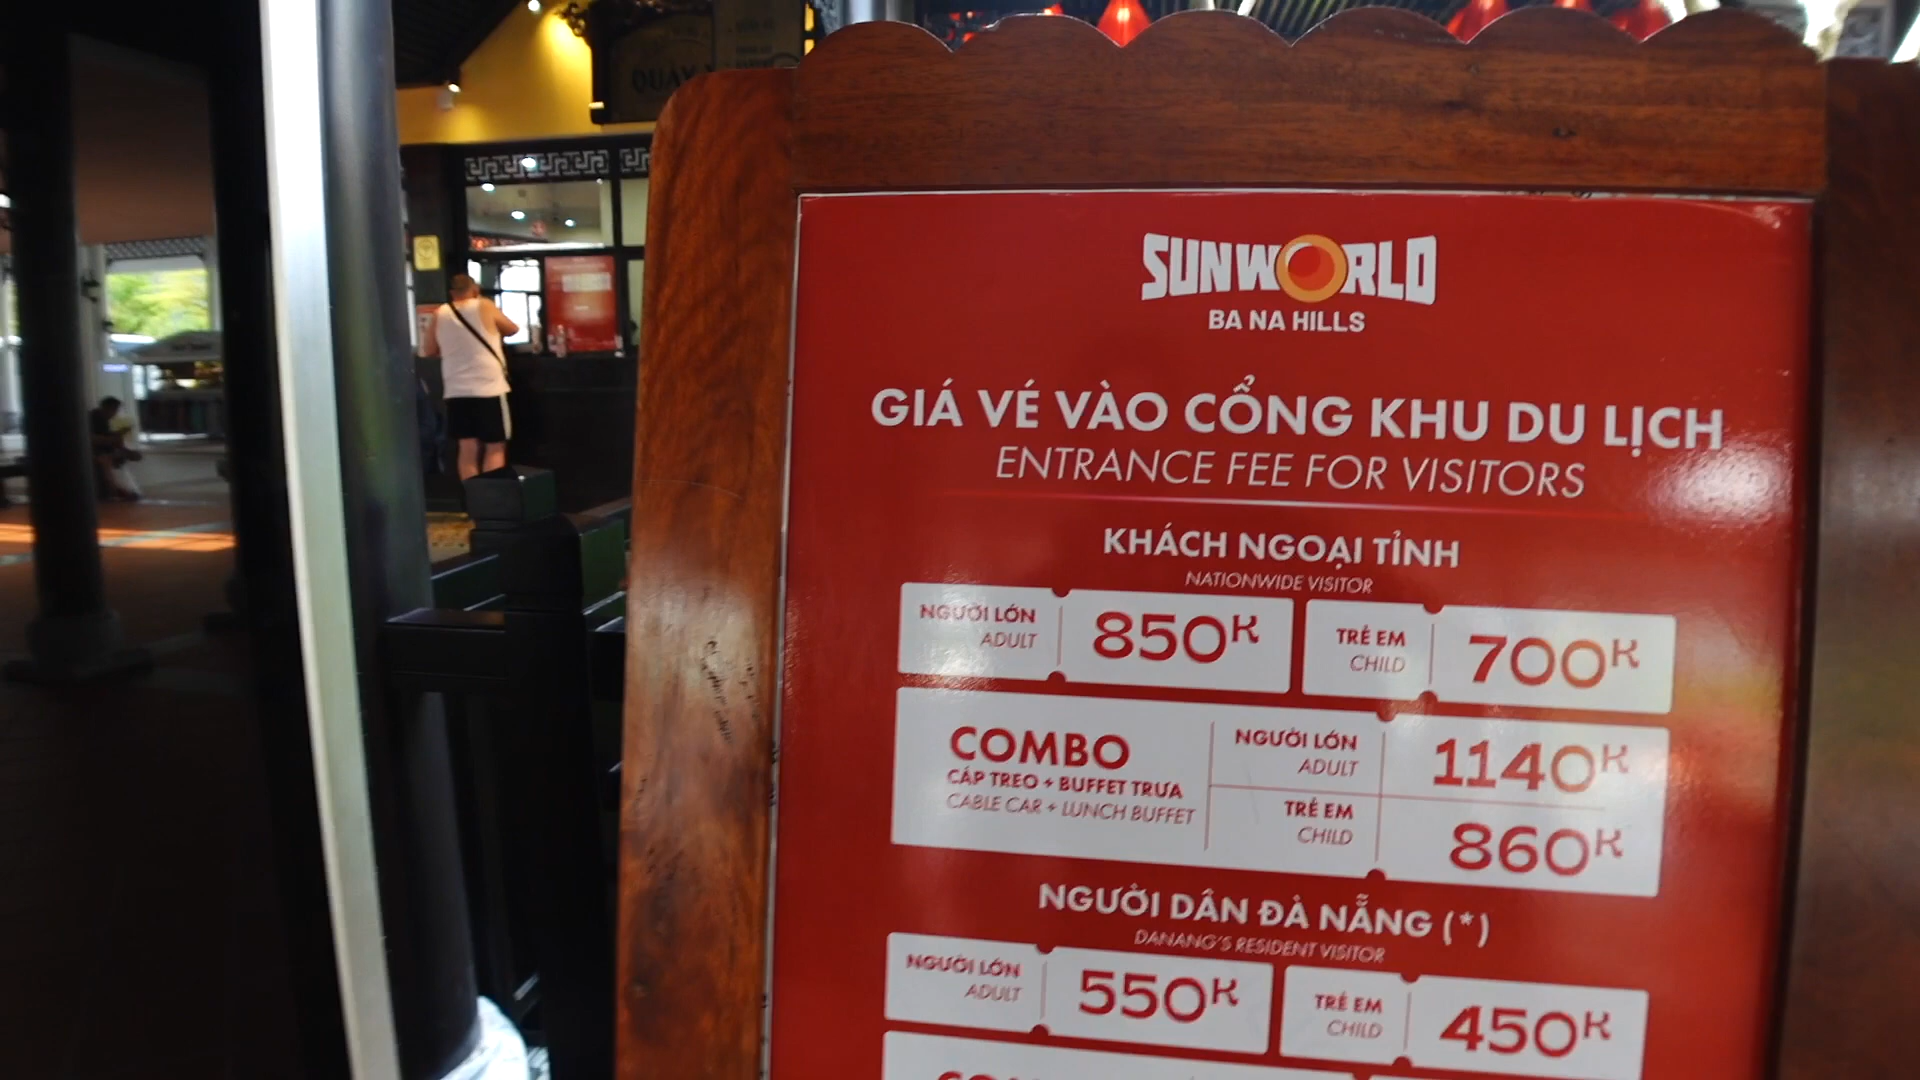 QUẦY
SUNWORLD
BA NA HILLS
GIÁ VÉ VÀO CỔNG KHU DU LỊCH
ENTRANCE FEE FOR VISITORS
KHÁCH NGOẠI TỈNH
NATIONWIDE VISITOR
NGƯỜI LỚN
ADULT
850K
TRẺ EM
CHILD
700K
COMBO
CÁP TREO + BUFFET TRƯA
CABLE CAR + LUNCH BUFFET
NGƯỜI LỚN
ADULT
1140K
TRẺ EM
CHILD
860K
NGƯỜI DÂN ĐÀ NẴNG (*)
DANANG'S RESIDENT VISITOR
NGƯỜI LỚN
ADULT
550K
TRẺ EM
CHILD
450K